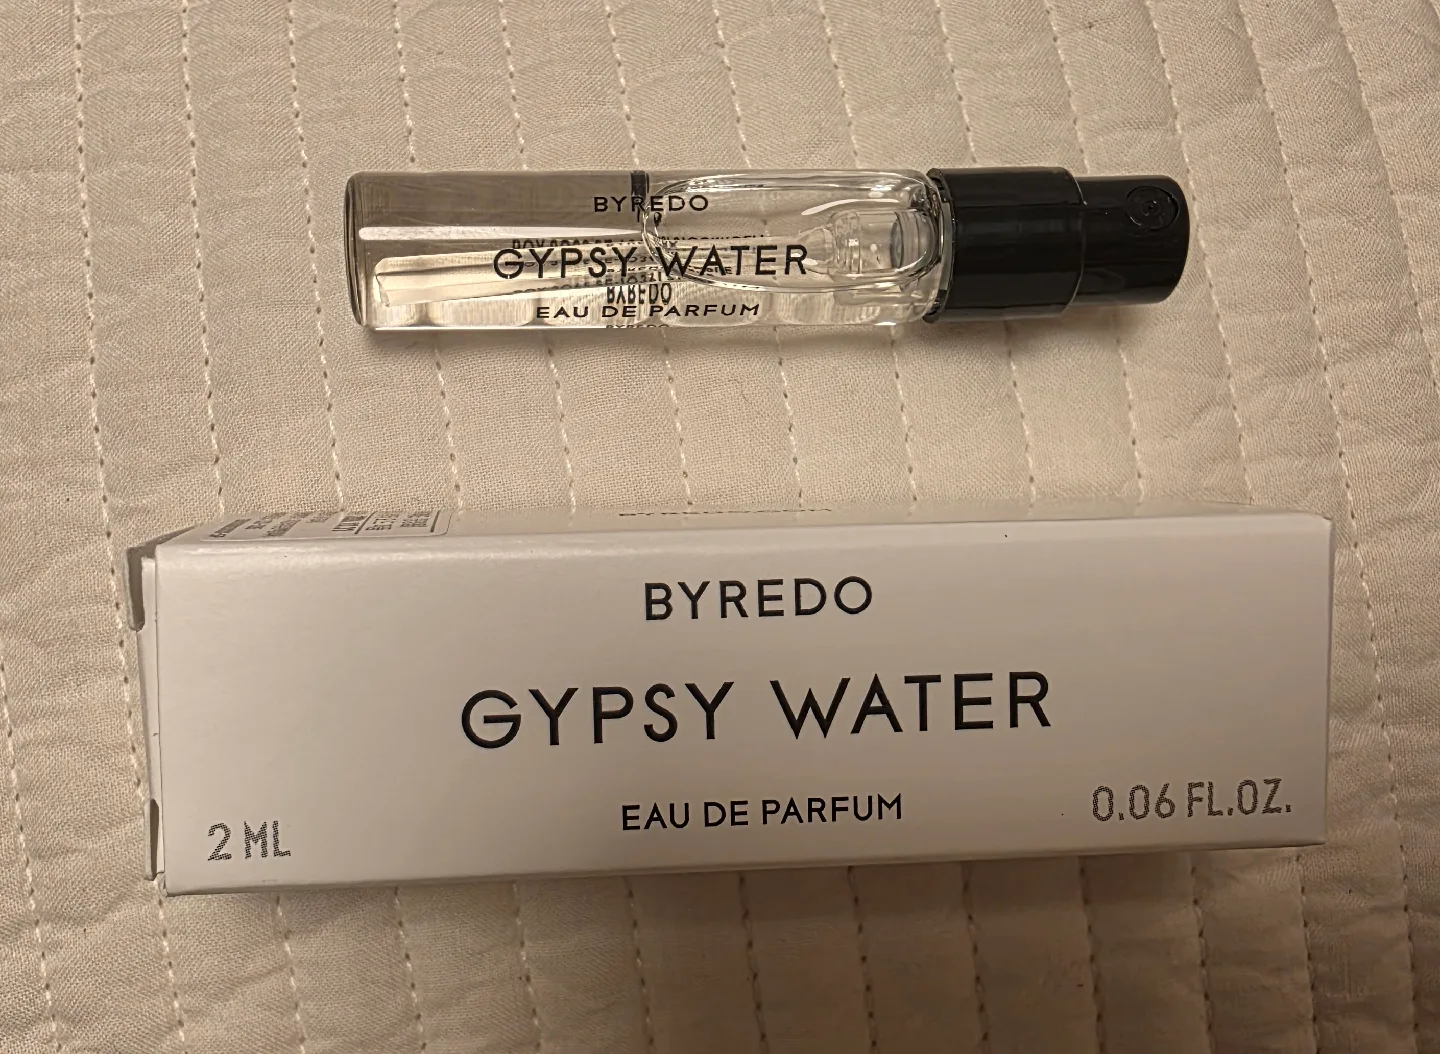 BYREDO
GYPSY WATER
EAU DE PARFUM
BYREDO
GYPSY WATER
EAU DE PARFUM
2 ML
0.06 FL.OZ.